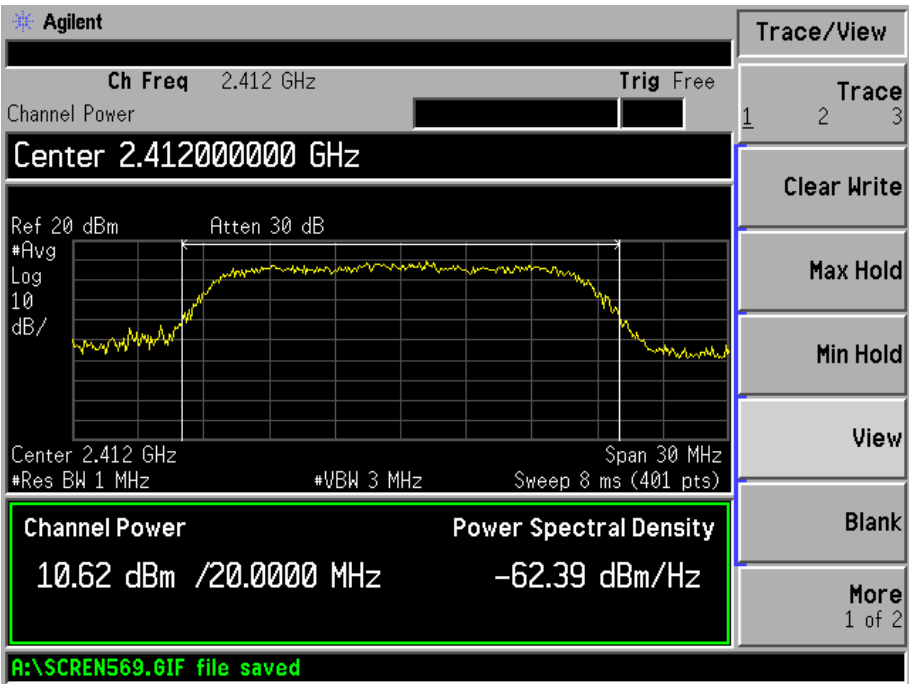 Agilent
Trace/View
Ch Freq 2.412 GHz Trig Free
Channel Power
Trace
1 2 3
Center 2.412000000 GHz
Clear Write
Ref 20 dBm Atten 30 dB
#Avg
Log
10
dB/
Max Hold
Min Hold
View
Center 2.412 GHz Span 30 MHz
#Res BW 1 MHz #VBW 3 MHz Sweep 8 ms (401 pts)
Channel Power Power Spectral Density
10.62 dBm /20.0000 MHz -62.39 dBm/Hz
Blank
More
1 of 2
A:\SCREN569.GIF file saved